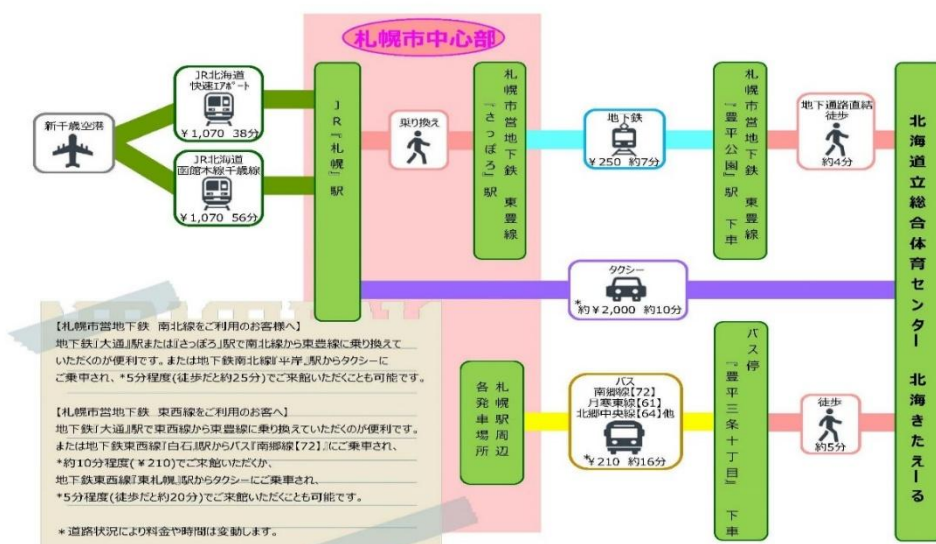 札幌市中心部
新千歳空港
JR北海道
快速エアポート
￥1,070 38分
JR北海道
函館本線千歳線
￥1,070 56分
JR『札幌』駅
乗り換え
札幌市営地下鉄 東豊線
『さっぽろ』駅
地下鉄
￥250 約7分
札幌市営地下鉄 東豊線
『豊平公園』駅 下車
地下通路直結
徒歩
約4分
北海道立総合体育センター 北海きたえーる
タクシー
*約￥2,000 約10分
札幌駅周辺
各発車場所
バス
南郷線【72】
月寒東線【61】
北郷中央線【64】他
*￥210 約16分
バス停
『豊平三条十丁目』 下車
徒歩
約5分
【札幌市営地下鉄 南北線をご利用のお客様へ】
地下鉄『大通』駅または『さっぽろ』駅で南北線から東豊線に乗り換えて
いただくのが便利です。または地下鉄南北線『平岸』駅からタクシーに
ご乗車され、*5分程度(徒歩だと約25分)でご来館いただくことも可能です。
【札幌市営地下鉄 東西線をご利用のお客へ】
地下鉄『大通』駅で東西線から東豊線に乗り換えていただくのが便利です。
または地下鉄東西線『白石』駅からバス『南郷線【72】』にご乗車され、
*約10分程度(￥210)でご来館いただくか、
地下鉄東西線『東札幌』駅からタクシーにご乗車され、
*5分程度(徒歩だと約20分)でご来館いただくことも可能です。
*道路状況により料金や時間は変動します。